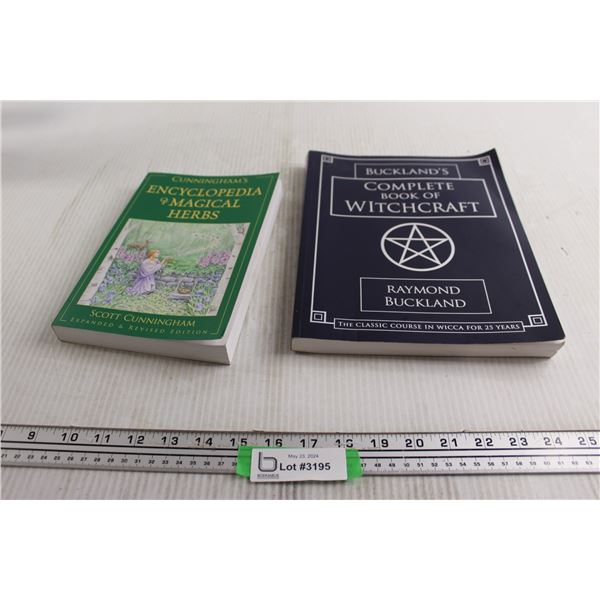 CUNNINGHAM'S
ENCYCLOPEDIA
of MAGICAL
HERBS
SCOTT CUNNINGHAM
EXPANDED & REVISED EDITION
BUCKLAND'S
COMPLETE
BOOK OF
WITCHCRAFT
RAYMOND
BUCKLAND
THE CLASSIC COURSE IN WICCA FOR 25 YEARS
9 10 11 12 13 14 15 16 17 18 19 20 21 22 23 24 25
May 23, 2024
Lot #3195